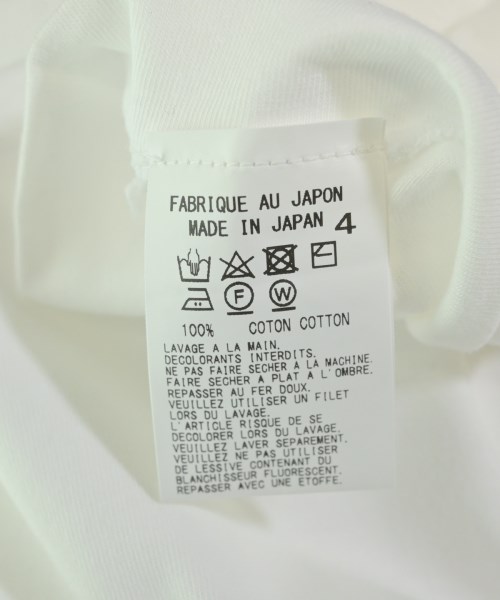 FABRIQUE AU JAPON
MADE IN JAPAN 4
F W
100% COTON COTTON
LAVAGE A LA MAIN.
DECOLORANTS INTERDITS.
NE PAS FAIRE SECHER A LA MACHINE.
FAIRE SECHER A PLAT A L'OMBRE.
REPASSER AU FER DOUX.
VEUILLEZ UTILISER UN FILET
LORS DU LAVAGE.
L'ARTICLE RISQUE DE SE
DECOLORER LORS DU LAVAGE.
VEUILLEZ LAVER SEPAREMENT.
VEUILLEZ NE PAS UTILISER
DE LESSIVE CONTENANT DU
BLANCHISSEUR FLUORESCENT.
REPASSER AVEC UNE ETOFFE.